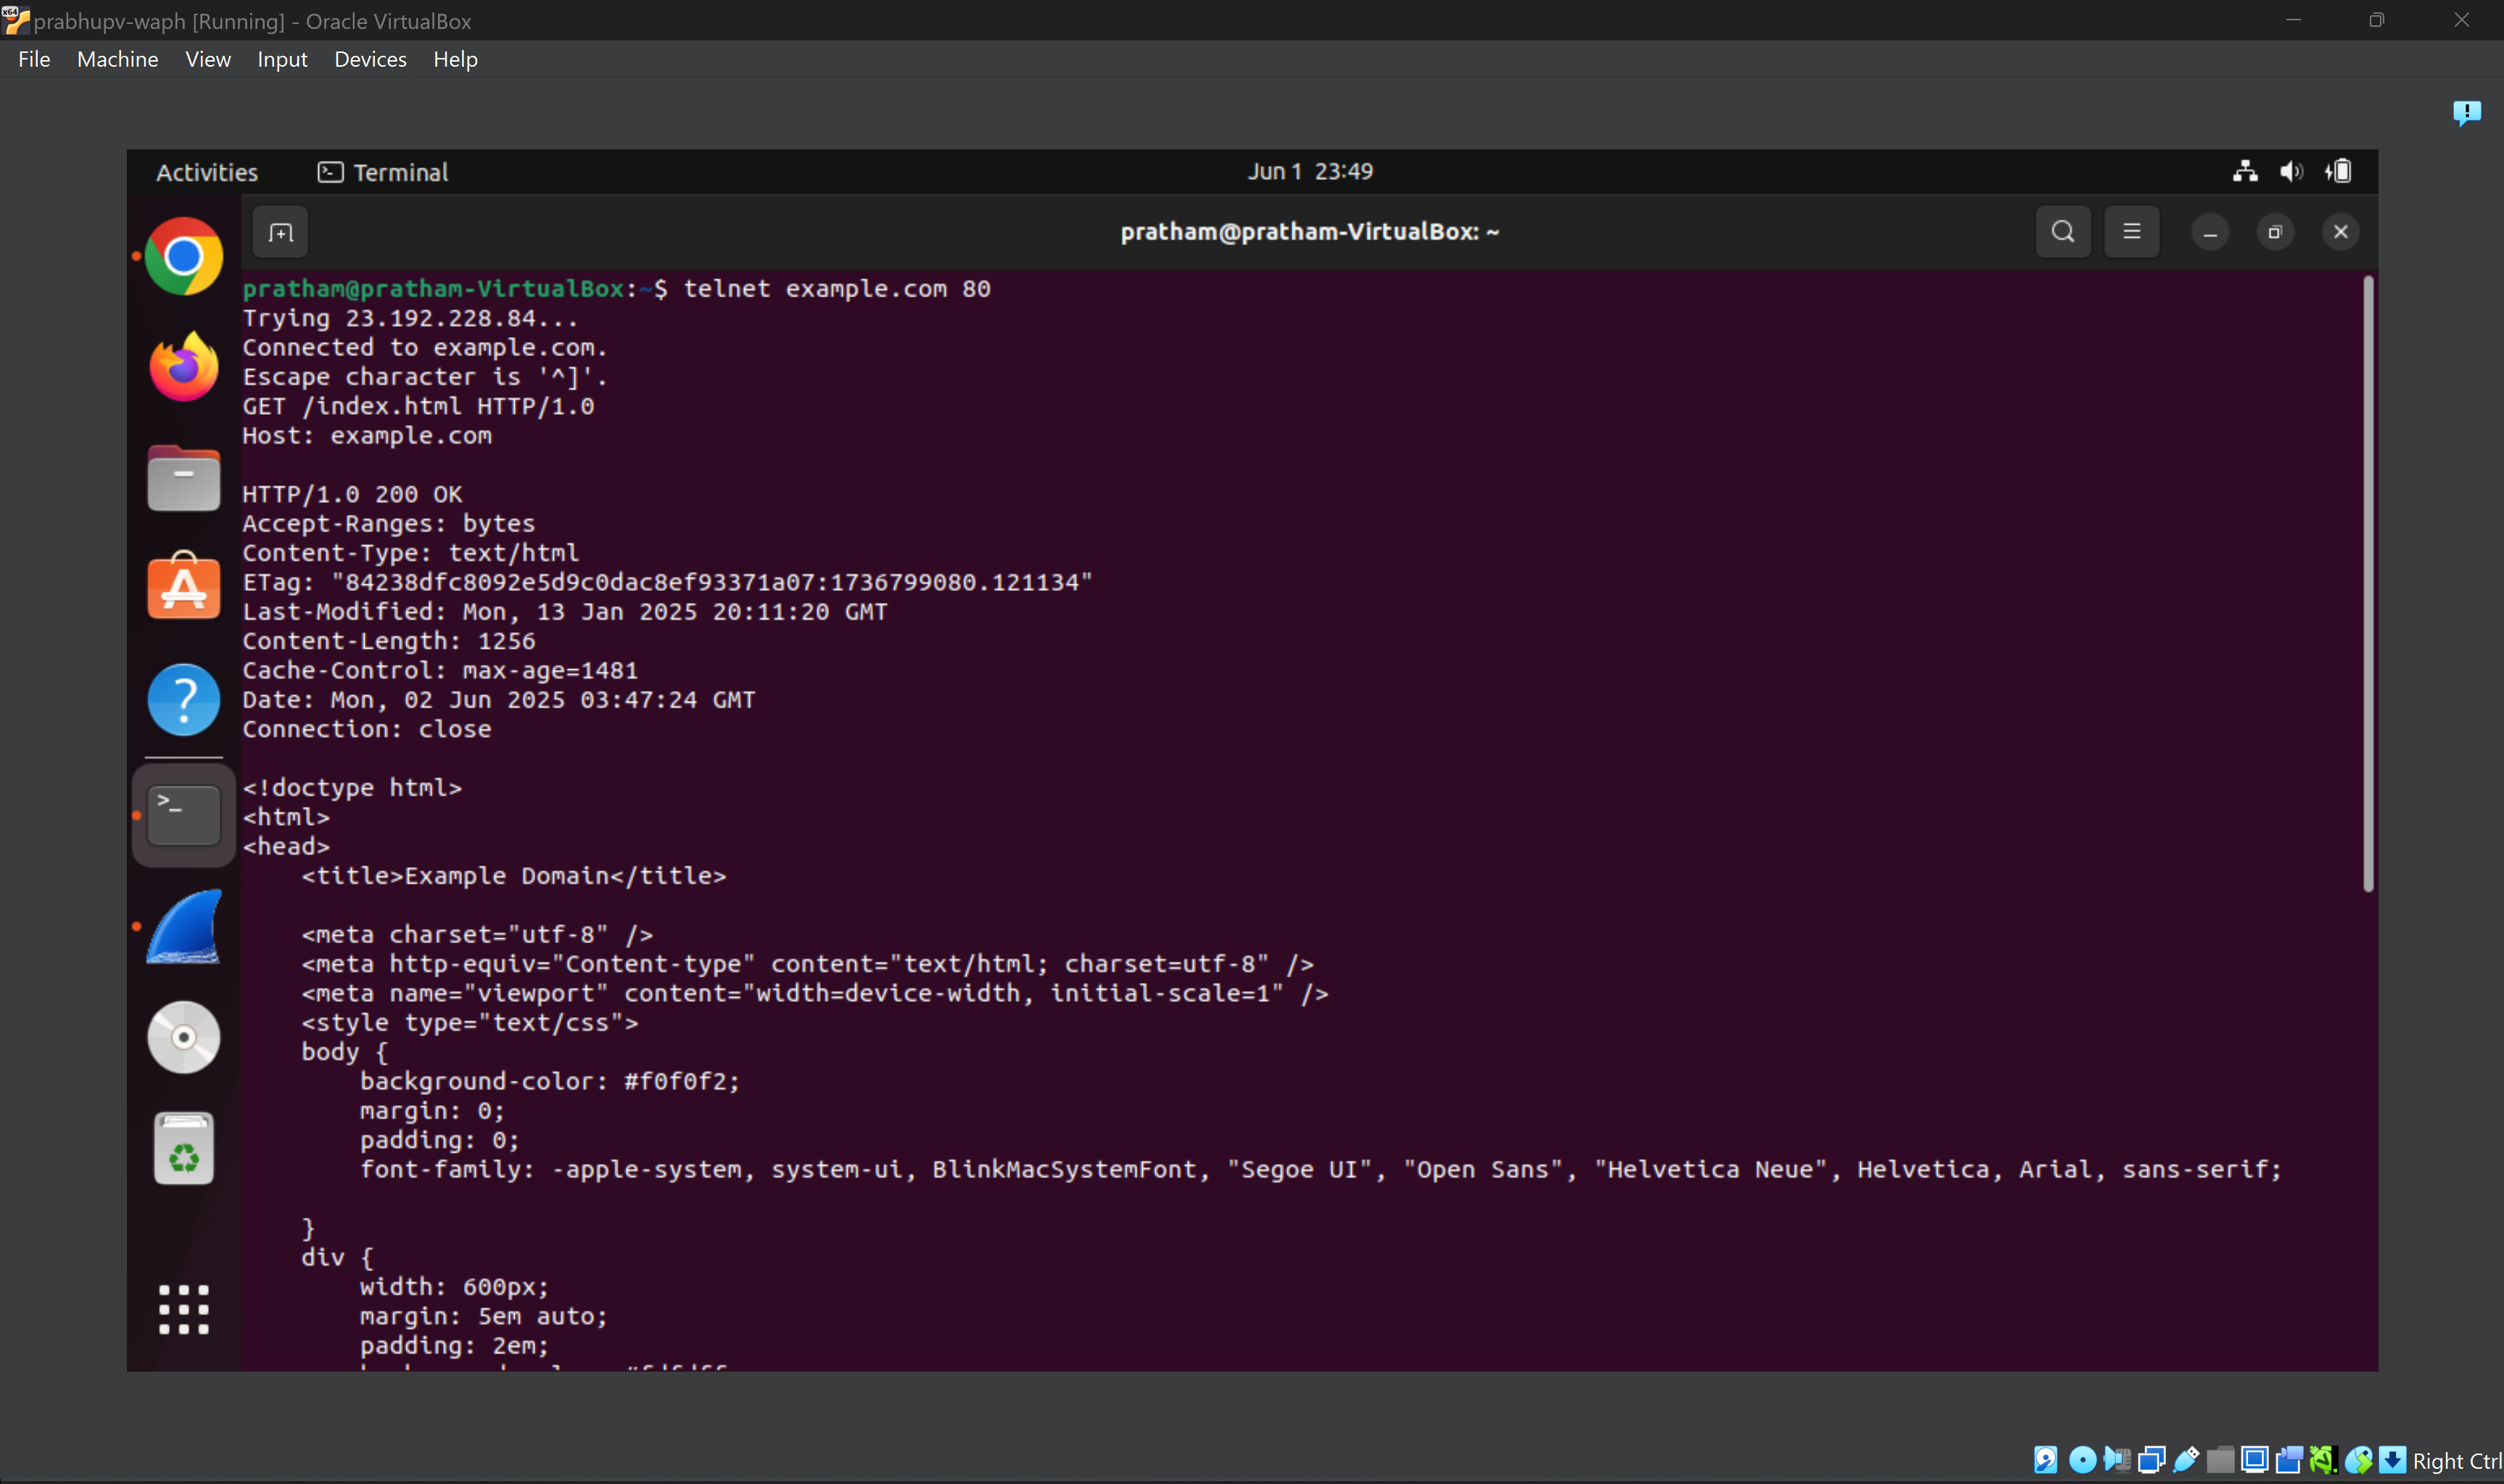 prabhupv-waph [Running] - Oracle VirtualBox
File Machine View Input Devices Help
Activities Terminal Jun 1 23:49
pratham@pratham-VirtualBox: ~
pratham@pratham-VirtualBox:~$ telnet example.com 80
Trying 23.192.228.84...
Connected to example.com.
Escape character is '^]'.
GET /index.html HTTP/1.0
Host: example.com
HTTP/1.0 200 OK
Accept-Ranges: bytes
Content-Type: text/html
ETag: "84238dfc8092e5d9c0dac8ef93371a07:1736799080.121134"
Last-Modified: Mon, 13 Jan 2025 20:11:20 GMT
Content-Length: 1256
Cache-Control: max-age=1481
Date: Mon, 02 Jun 2025 03:47:24 GMT
Connection: close
<!doctype html>
<html>
<head>
    <title>Example Domain</title>
    <meta charset="utf-8" />
    <meta http-equiv="Content-type" content="text/html; charset=utf-8" />
    <meta name="viewport" content="width=device-width, initial-scale=1" />
    <style type="text/css">
    body {
        background-color: #f0f0f2;
        margin: 0;
        padding: 0;
        font-family: -apple-system, system-ui, BlinkMacSystemFont, "Segoe UI", "Open Sans", "Helvetica Neue", Helvetica, Arial, sans-serif;
    }
    div {
        width: 600px;
        margin: 5em auto;
        padding: 2em;
Right Ctrl